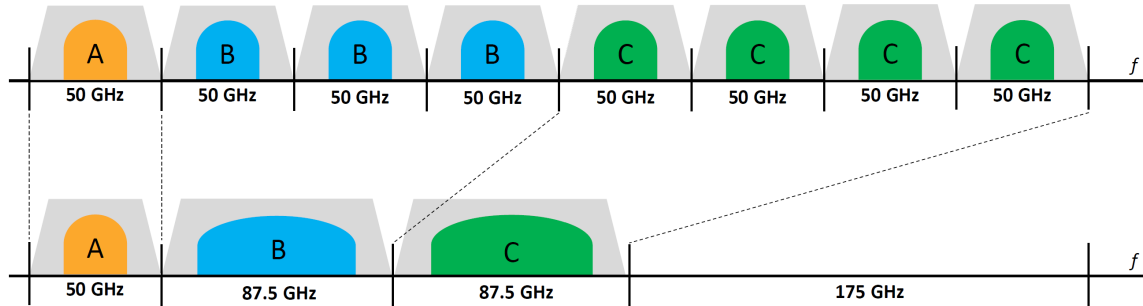 A B B B C C C C
f
50 GHz 50 GHz 50 GHz 50 GHz 50 GHz 50 GHz 50 GHz 50 GHz
A B C
f
50 GHz 87.5 GHz 87.5 GHz 175 GHz